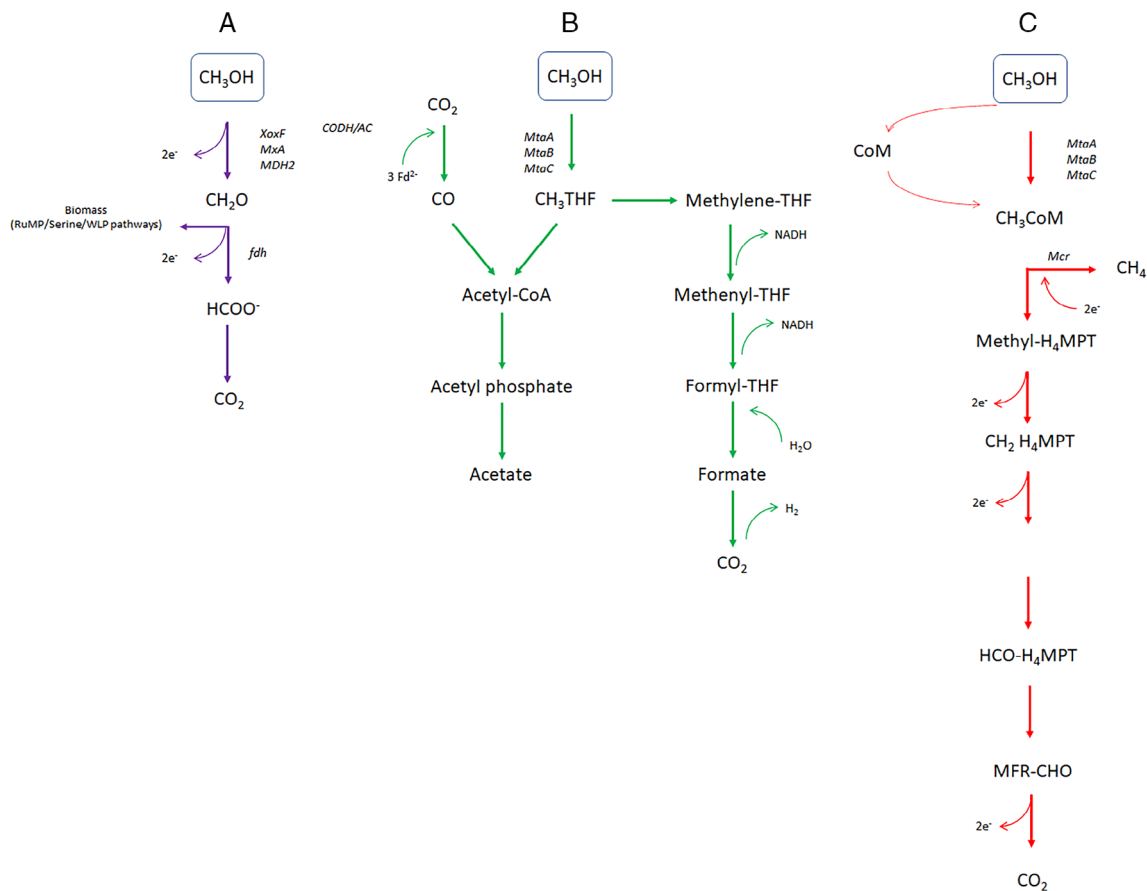 A
CH₃OH
XoxF
MxA
MDH2
2e⁻
CH₂O
Biomass
(RuMP/Serine/WLP pathways)
2e⁻
fdh
HCOO⁻
CO₂
B
CH₃OH
CO₂
CODH/AC
MtaA
MtaB
MtaC
3 Fd²⁻
CO
CH₃THF
Methylene-THF
NADH
Acetyl-CoA
Methenyl-THF
NADH
Acetyl phosphate
Formyl-THF
H₂O
Acetate
Formate
H₂
CO₂
C
CH₃OH
CoM
MtaA
MtaB
MtaC
CH₃CoM
Mcr
CH₄
2e⁻
Methyl-H₄MPT
2e⁻
CH₂ H₄MPT
2e⁻
HCO-H₄MPT
MFR-CHO
2e⁻
CO₂